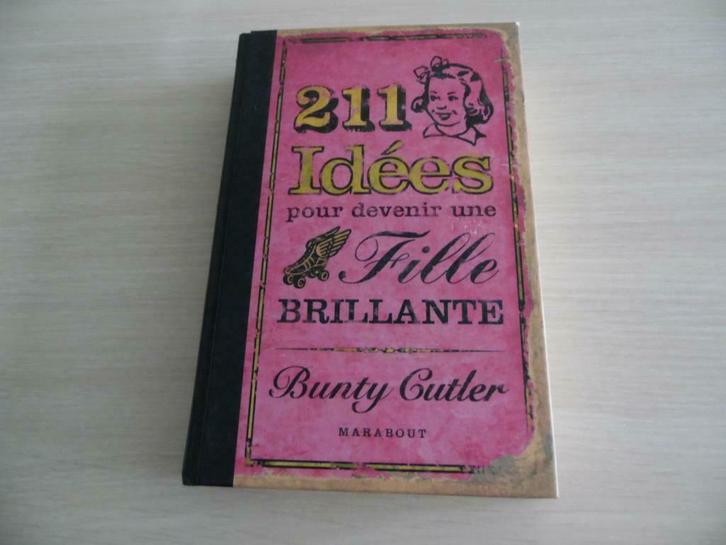 211
Idées
pour devenir une
Fille
BRILLANTE
Bunty Cutler
MARABOUT